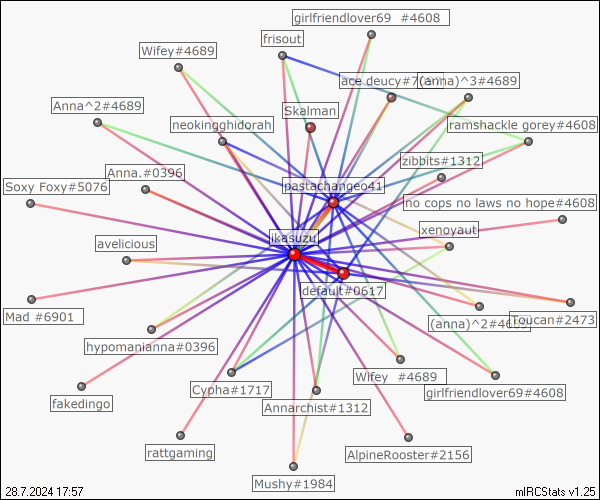 girlfriendlover69 #4608
frisout
Wifey#4689
ace deucy#7
(anna)^3#4689
Anna^2#4689
Skalman
neokingghidorah
ramshackle gorey#4608
zibbits#1312
Anna.#0396
pastachangeo41
Soxy Foxy#5076
no cops no laws no hope#4608
xenoyaut
ikasuzu
avelicious
default#0617
Mad #6901
(anna)^2#4689
Toucan#2473
hypomanianna#0396
Wifey #4689
Cypha#1717
girlfriendlover69#4608
fakedingo
Annarchist#1312
rattgaming
AlpineRooster#2156
Mushy#1984
28.7.2024 17:57
mIRCStats v1.25